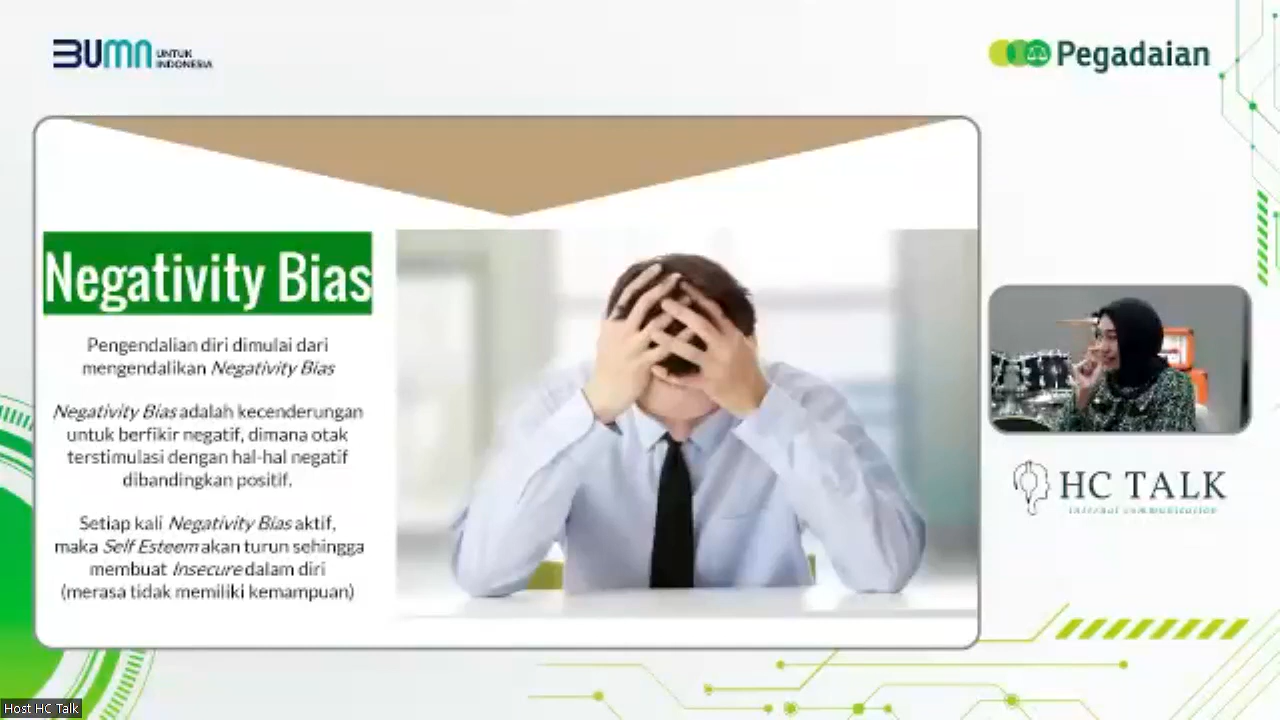 BUMN UNTUK
INDONESIA
Pegadaian
Negativity Bias
Pengendalian diri dimulai dari
mengendalikan Negativity Bias
Negativity Bias adalah kecenderungan
untuk berfikir negatif, dimana otak
terstimulasi dengan hal-hal negatif
dibandingkan positif.
Setiap kali Negativity Bias aktif,
maka Self Esteem akan turun sehingga
membuat Insecure dalam diri
(merasa tidak memiliki kemampuan)
HC TALK
internal communication
Host HC Talk